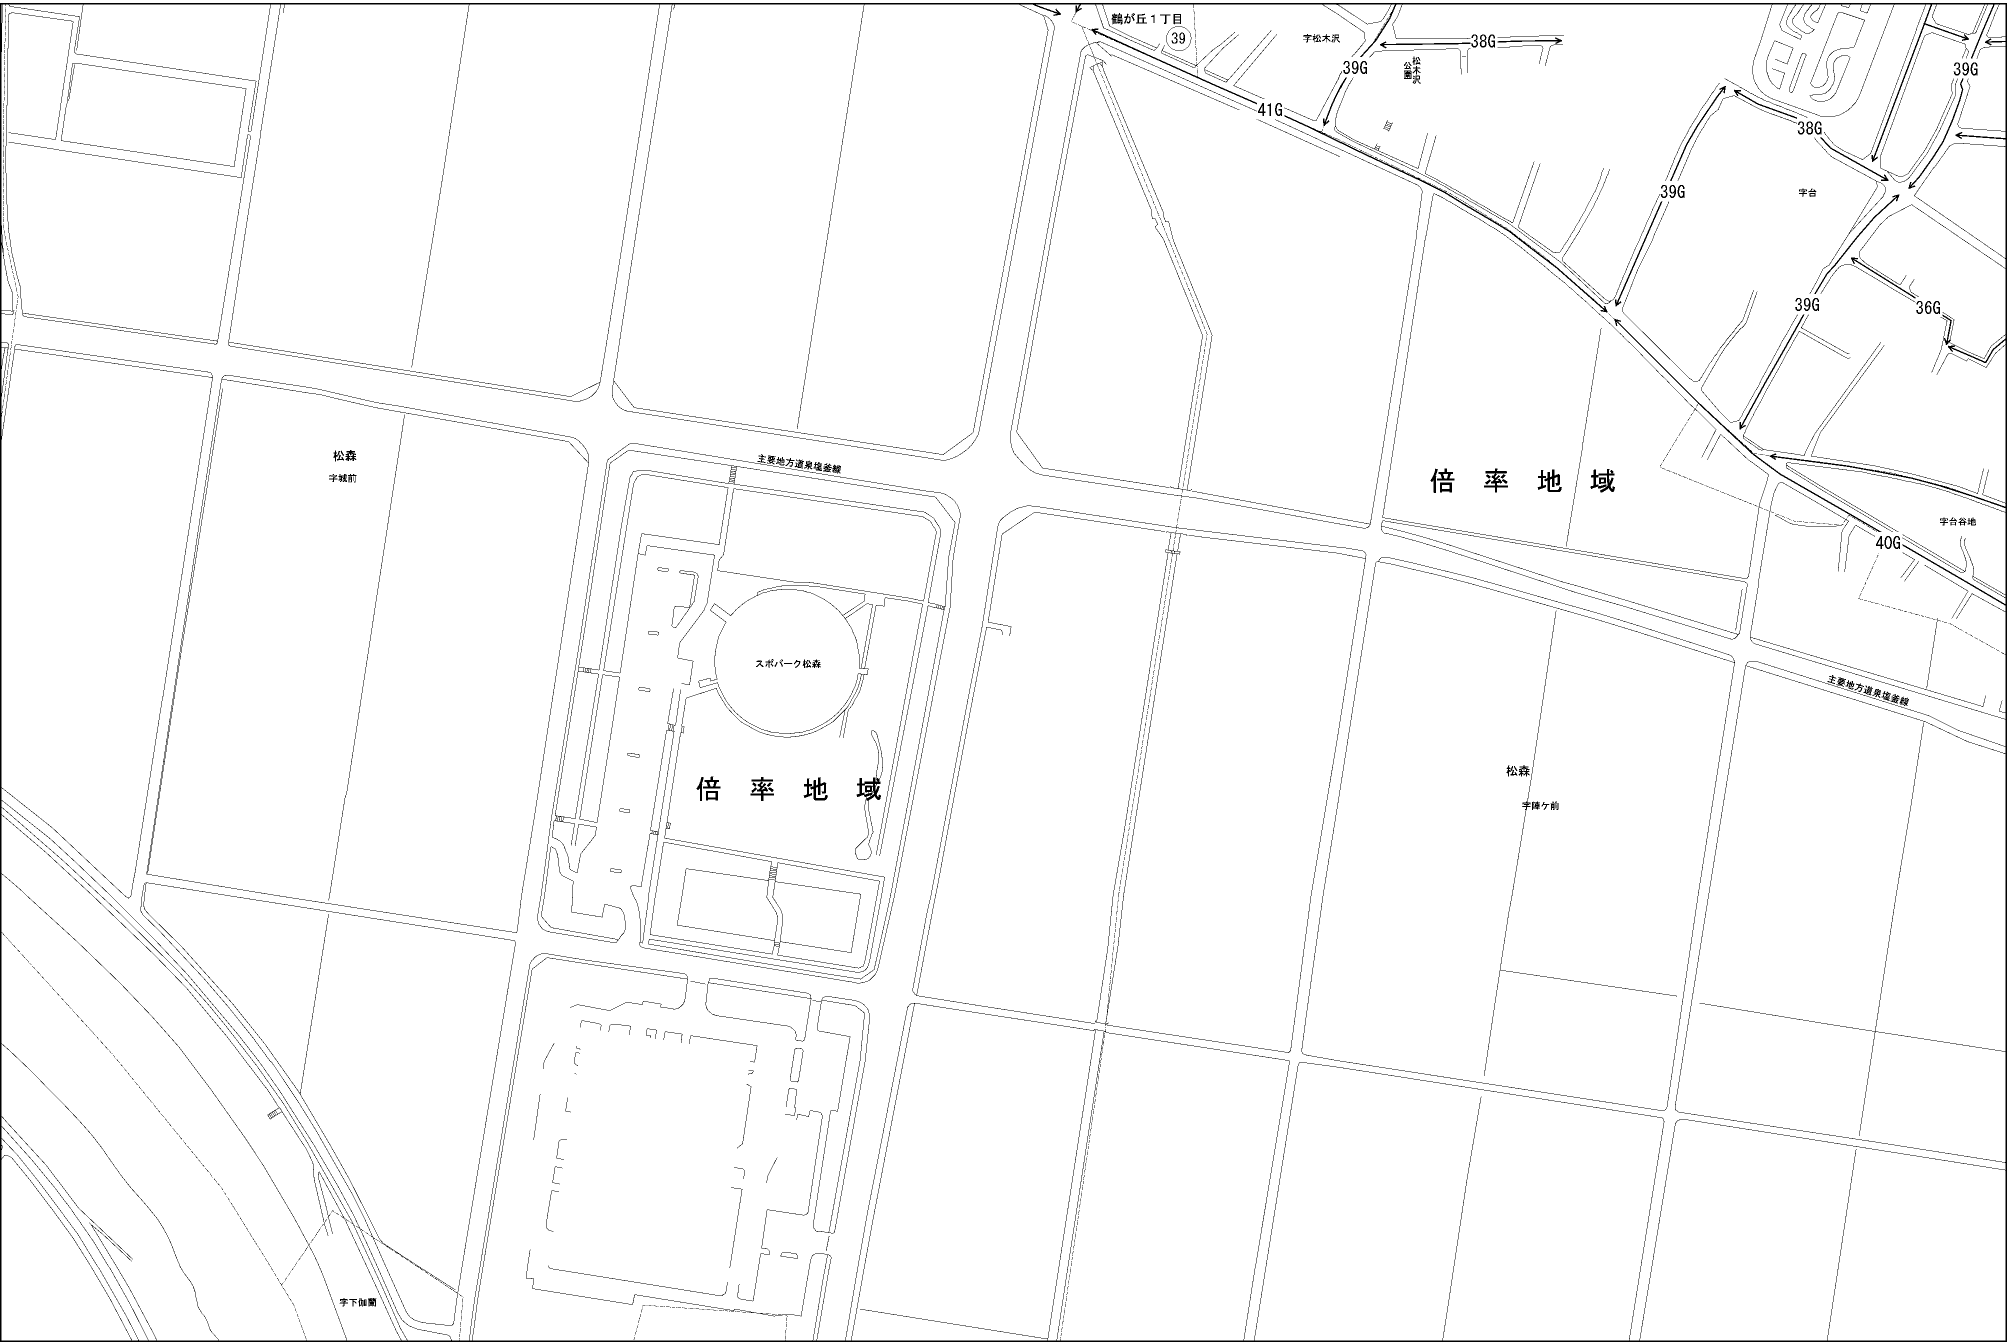 鶴が丘１丁目
39
字松木沢
38G
39G
松木沢
公園
39G
41G
38G
39G
字台
39G
36G
松森
字城前
主要地方道泉塩釜線
倍率地域
字台谷地
40G
スポパーク松森
主要地方道泉塩釜線
松森
倍率地域
字陣ケ前
字下伽藍